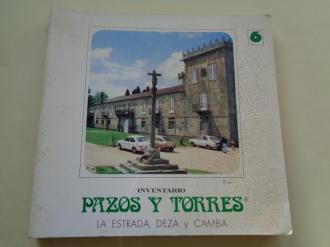 6
INVENTARIO
PAZOS Y TORRES
LA ESTRADA, DEZA y CAMBA